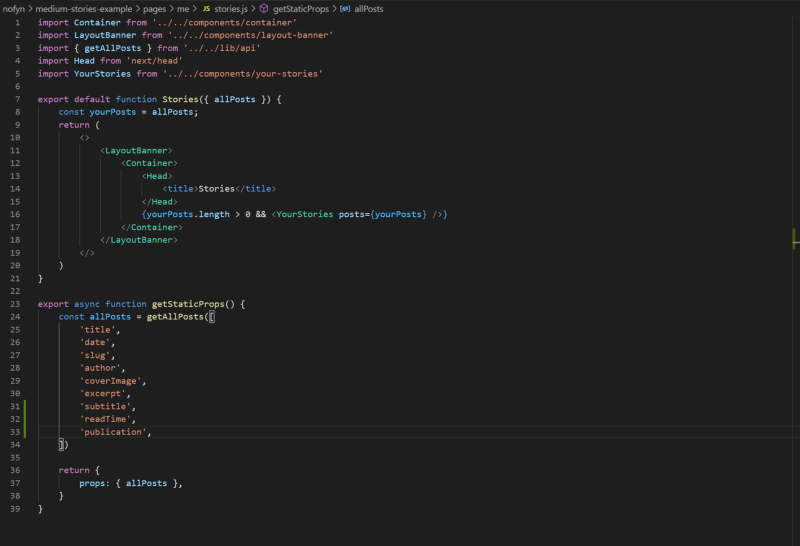 nofyn > medium-stories-example > pages > me > JS stories.js > getStaticProps > allPosts
1 import Container from '../../components/container'
2 import LayoutBanner from '../../components/layout-banner'
3 import { getAllPosts } from '../../lib/api'
4 import Head from 'next/head'
5 import YourStories from '../../components/your-stories'
6
7 export default function Stories({ allPosts }) {
8     const yourPosts = allPosts;
9     return (
10         <>
11             <LayoutBanner>
12                 <Container>
13                     <Head>
14                         <title>Stories</title>
15                     </Head>
16                     {yourPosts.length > 0 && <YourStories posts={yourPosts} />}
17                 </Container>
18             </LayoutBanner>
19         </>
20     )
21 }
22
23 export async function getStaticProps() {
24     const allPosts = getAllPosts([
25         'title',
26         'date',
27         'slug',
28         'author',
29         'coverImage',
30         'excerpt',
31         'subtitle',
32         'readTime',
33         'publication',
34     ])
35
36     return {
37         props: { allPosts },
38     }
39 }